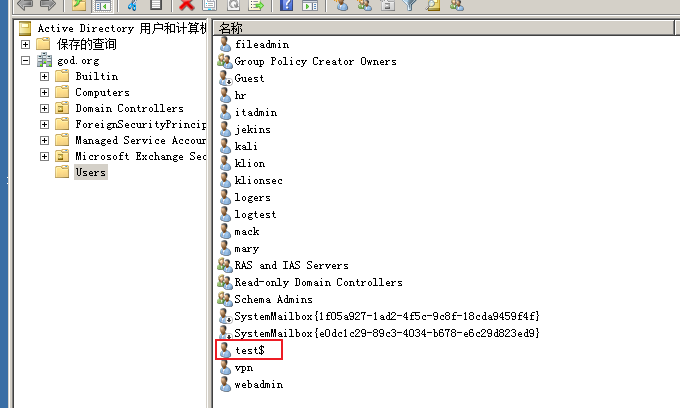 Active Directory 用户和计算机
保存的查询
god.org
Builtin
Computers
Domain Controllers
ForeignSecurityPrincip
Managed Service Accour
Microsoft Exchange Sec
Users
名称
fileadmin
Group Policy Creator Owners
Guest
hr
itadmin
jekins
kali
klion
klionsec
logers
logtest
mack
mary
RAS and IAS Servers
Read-only Domain Controllers
Schema Admins
SystemMailbox{1f05a927-1ad2-4f5c-9c8f-18cda9459f4f}
SystemMailbox{e0dc1c29-89c3-4034-b678-e6c29d823ed9}
test$
vpn
webadmin